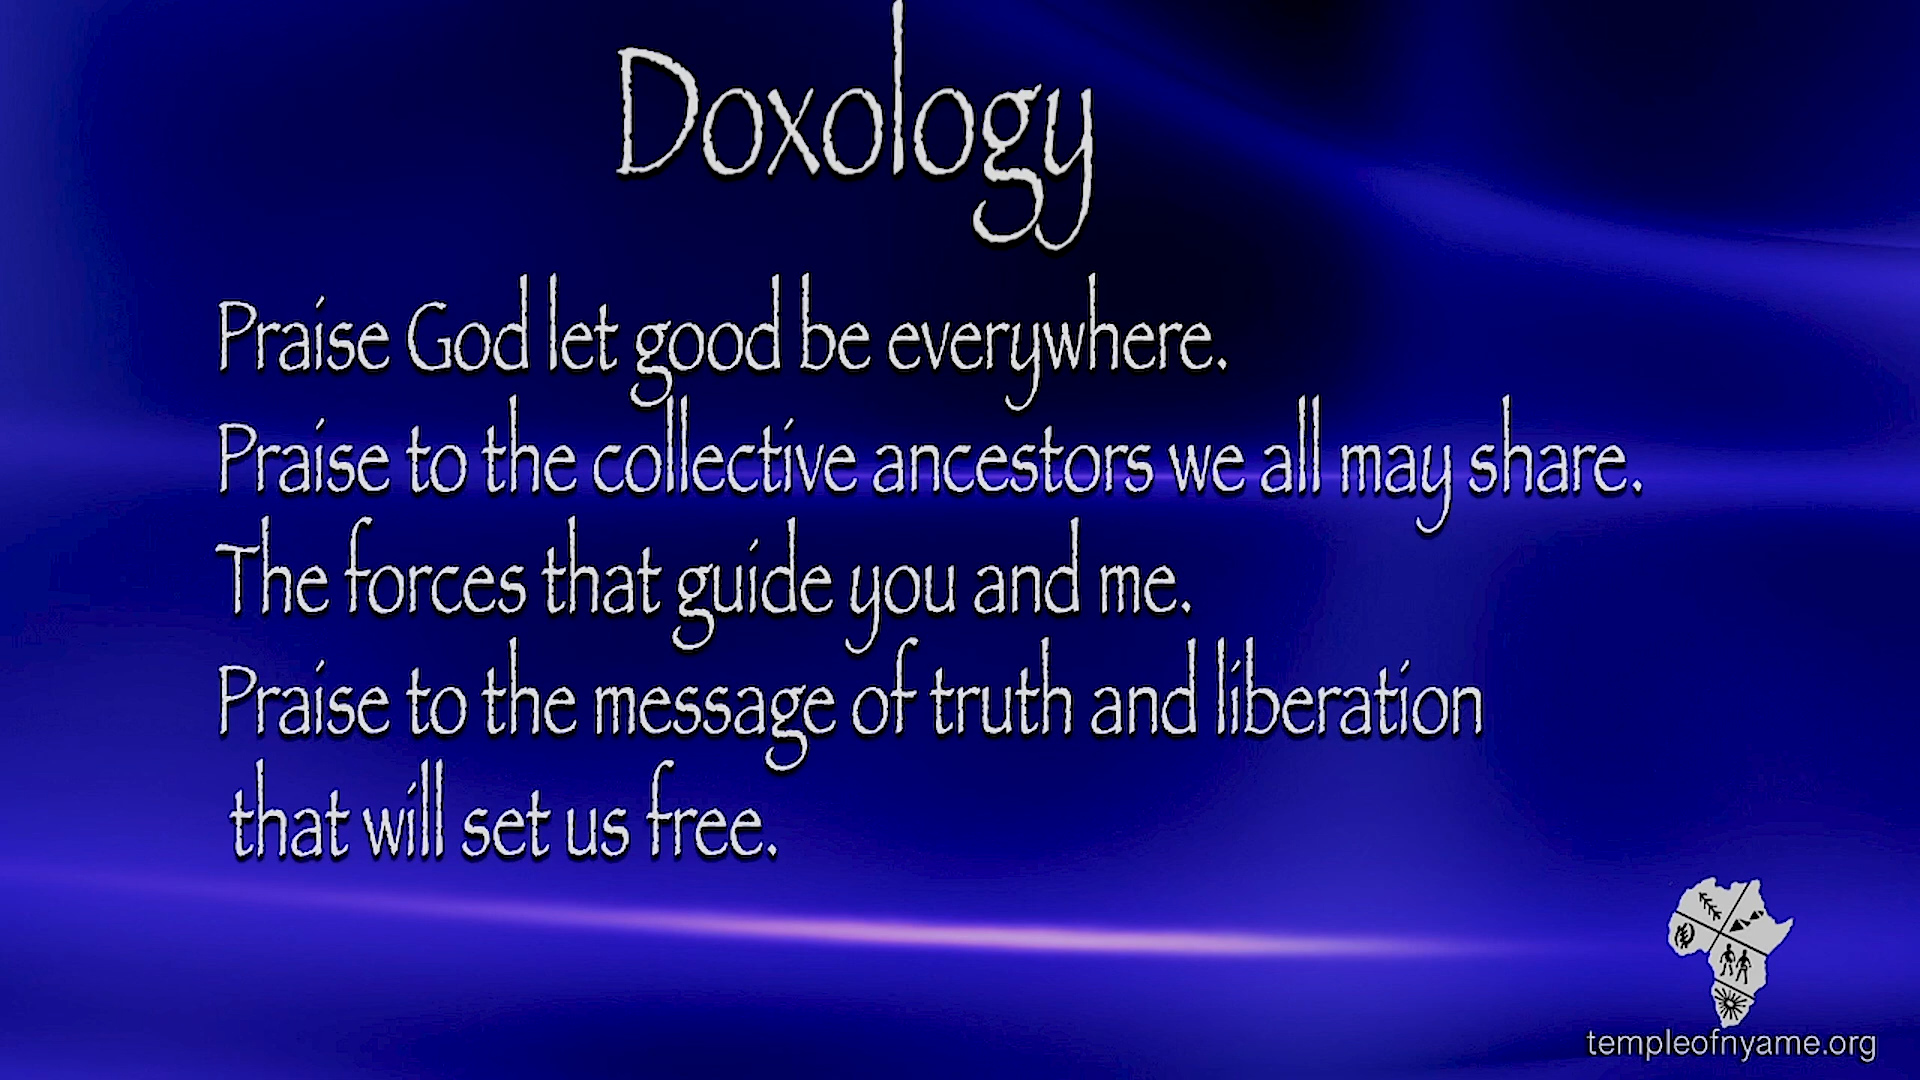 Doxology
Praise God let good be everywhere.
Praise to the collective ancestors we all may share.
The forces that guide you and me.
Praise to the message of truth and liberation
that will set us free.
templeofnyame.org